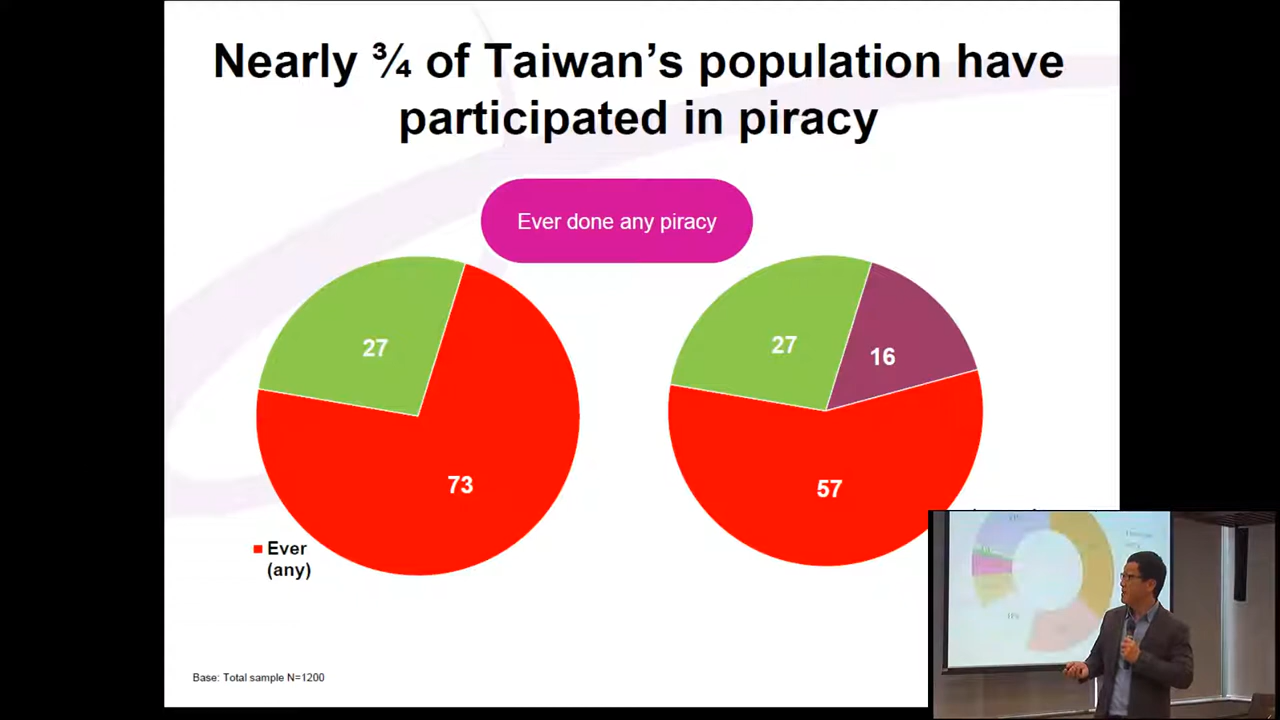 Nearly ¾ of Taiwan’s population have
participated in piracy
Ever done any piracy
27
73
27
16
57
Ever
(any)
Base: Total sample N=1200